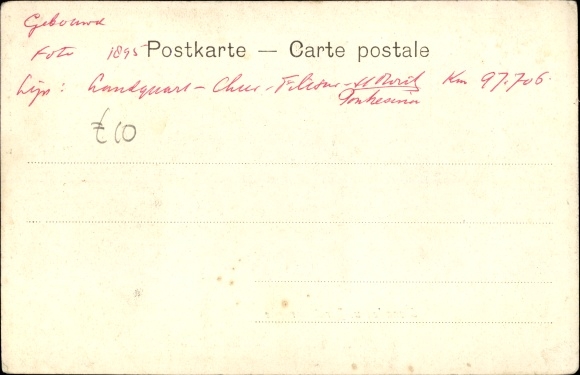 Gebouwd
Foto 1895 Postkarte — Carte postale
Lijn: Landquart - Chur - Filisur - St Moritz Km 97.706.
Pontresina
£10